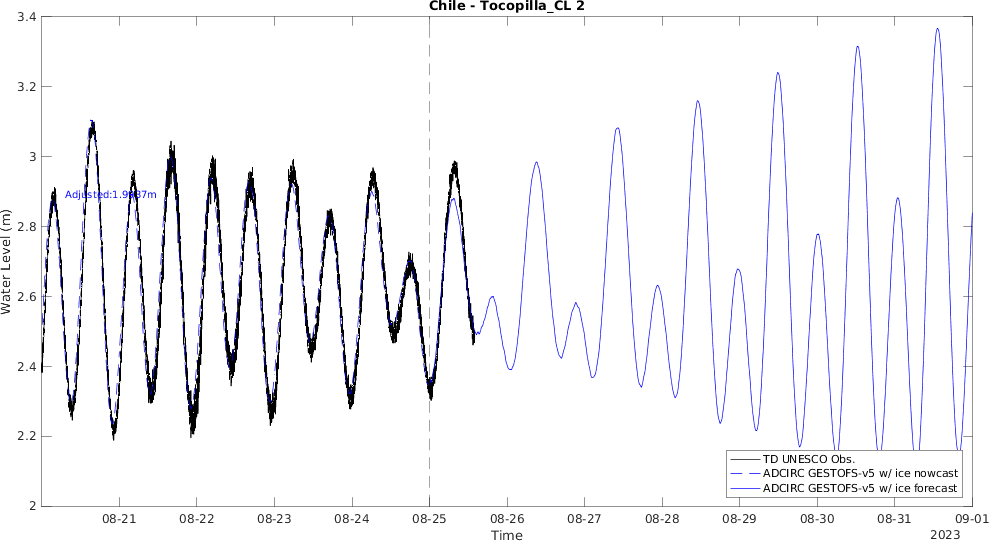 Chile - Tocopilla_CL 2
3.4
3.2
3
2.8
2.6
2.4
2.2
2
Water Level (m)
TD UNESCO Obs.
ADCIRC GESTOFS-v5 w/ ice nowcast
ADCIRC GESTOFS-v5 w/ ice forecast
08-21 08-22 08-23 08-24 08-25 08-26 08-27 08-28 08-29 08-30 08-31 09-01
Time
2023